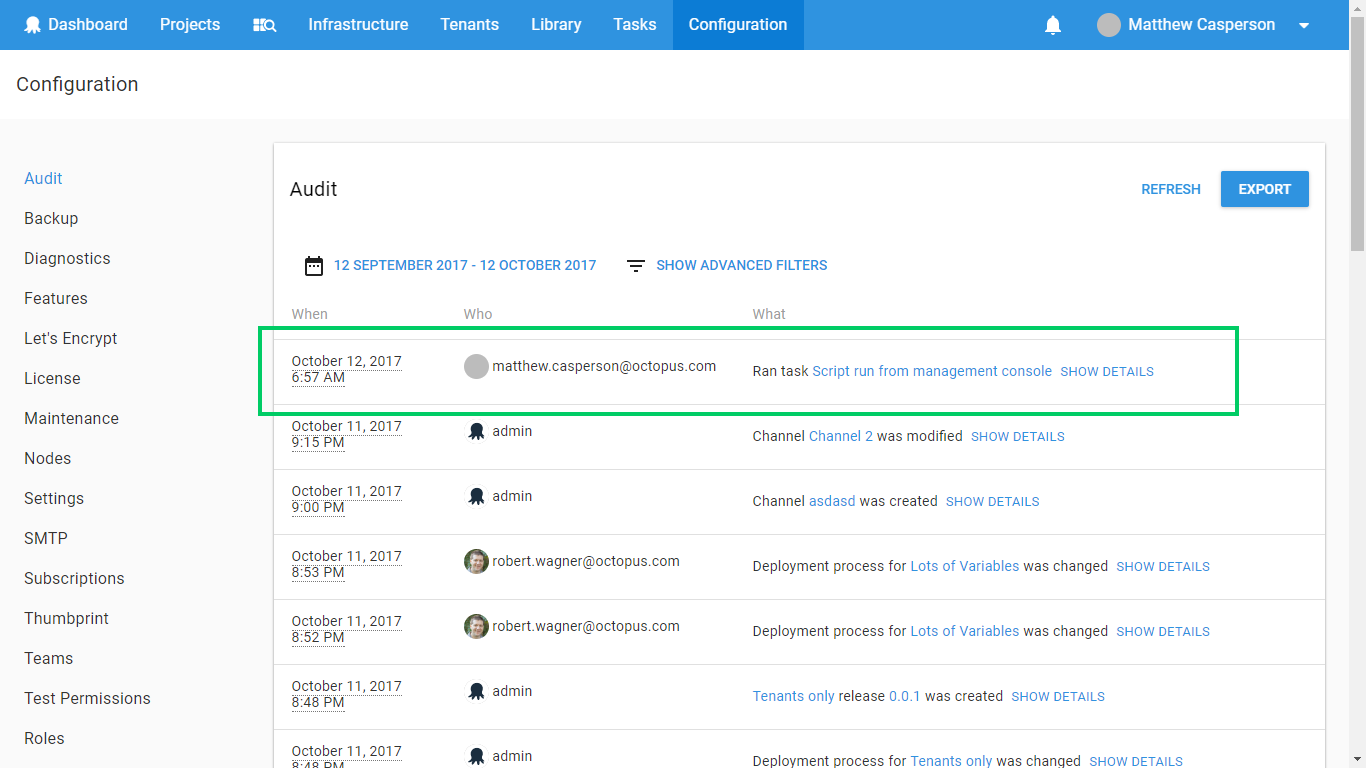 Dashboard Projects Infrastructure Tenants Library Tasks Configuration Matthew Casperson
Configuration
Audit
Backup
Diagnostics
Features
Let's Encrypt
License
Maintenance
Nodes
Settings
SMTP
Subscriptions
Thumbprint
Teams
Test Permissions
Roles
Audit REFRESH EXPORT
12 SEPTEMBER 2017 - 12 OCTOBER 2017 SHOW ADVANCED FILTERS
When Who What
October 12, 2017
6:57 AM
matthew.casperson@octopus.com
Ran task Script run from management console SHOW DETAILS
October 11, 2017
9:15 PM
admin
Channel Channel 2 was modified SHOW DETAILS
October 11, 2017
9:00 PM
admin
Channel asdasd was created SHOW DETAILS
October 11, 2017
8:53 PM
robert.wagner@octopus.com
Deployment process for Lots of Variables was changed SHOW DETAILS
October 11, 2017
8:52 PM
robert.wagner@octopus.com
Deployment process for Lots of Variables was changed SHOW DETAILS
October 11, 2017
8:48 PM
admin
Tenants only release 0.0.1 was created SHOW DETAILS
October 11, 2017
8:48 PM
admin
Deployment process for Tenants only was changed SHOW DETAILS